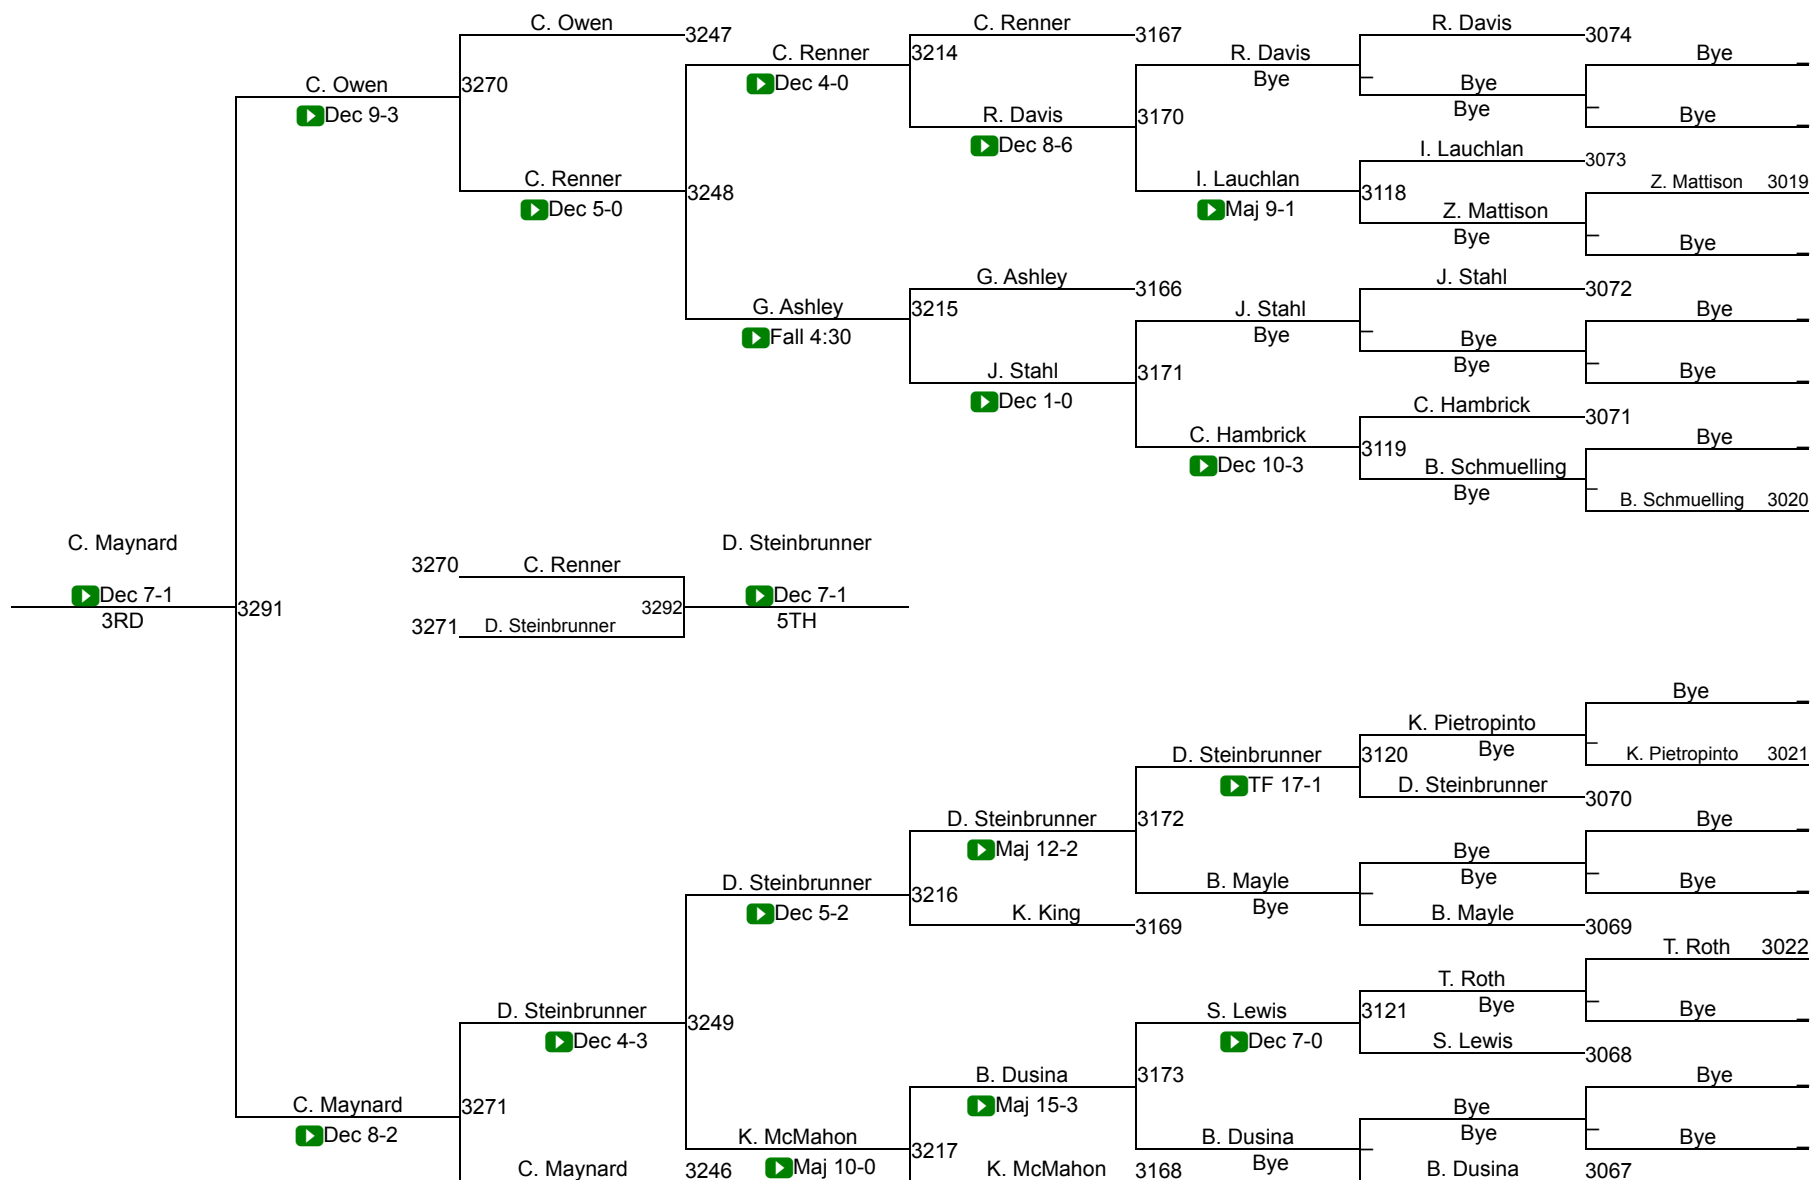 C. Owen
3247
C. Renner
3167
R. Davis
3074
C. Renner
3214
R. Davis
Bye
Bye
Dec 4-0
Bye
C. Owen
3270
Bye
Dec 9-3
R. Davis
3170
Bye
Bye
Dec 8-6
I. Lauchlan
3073
C. Renner
3248
I. Lauchlan
3118
Z. Mattison 3019
Dec 5-0
Maj 9-1
Z. Mattison
Bye
Bye
G. Ashley
3166
J. Stahl
3072
G. Ashley
3215
J. Stahl
Bye
Fall 4:30
Bye
Bye
J. Stahl
3171
Bye
Bye
Dec 1-0
C. Hambrick
3071
C. Hambrick
3119
Bye
Dec 10-3
B. Schmuelling
Bye
B. Schmuelling 3020
C. Maynard
D. Steinbrunner
3270
C. Renner
Dec 7-1
3RD
3291
3292
Dec 7-1
5TH
3271
D. Steinbrunner
Bye
K. Pietropinto
D. Steinbrunner
3120
Bye
K. Pietropinto 3021
TF 17-1
D. Steinbrunner
3070
D. Steinbrunner
3172
Bye
Maj 12-2
Bye
D. Steinbrunner
3216
B. Mayle
Bye
Bye
Dec 5-2
K. King
3169
Bye
B. Mayle
3069
T. Roth 3022
T. Roth
D. Steinbrunner
3249
S. Lewis
3121
Bye
Bye
Dec 4-3
Dec 7-0
S. Lewis
3068
B. Dusina
3173
Bye
C. Maynard
3271
Maj 15-3
Bye
Dec 8-2
K. McMahon
3217
B. Dusina
Bye
Bye
C. Maynard
3246
Maj 10-0
K. McMahon
3168
Bye
B. Dusina
3067